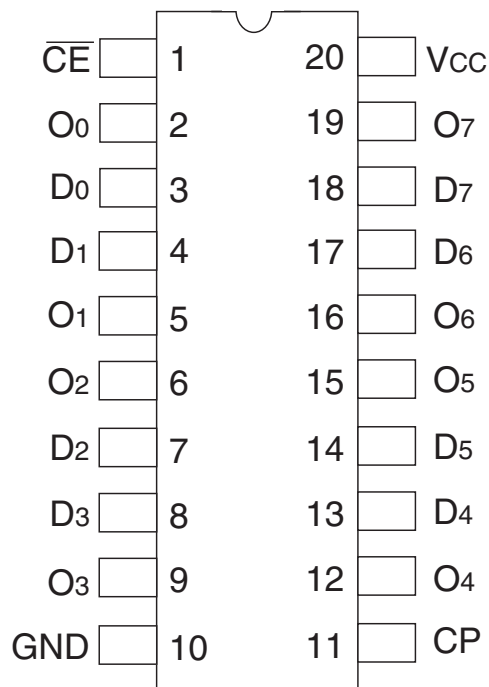 C̅E̅ 1 20 VCC
O0 2 19 O7
D0 3 18 D7
D1 4 17 D6
O1 5 16 O6
O2 6 15 O5
D2 7 14 D5
D3 8 13 D4
O3 9 12 O4
GND 10 11 CP